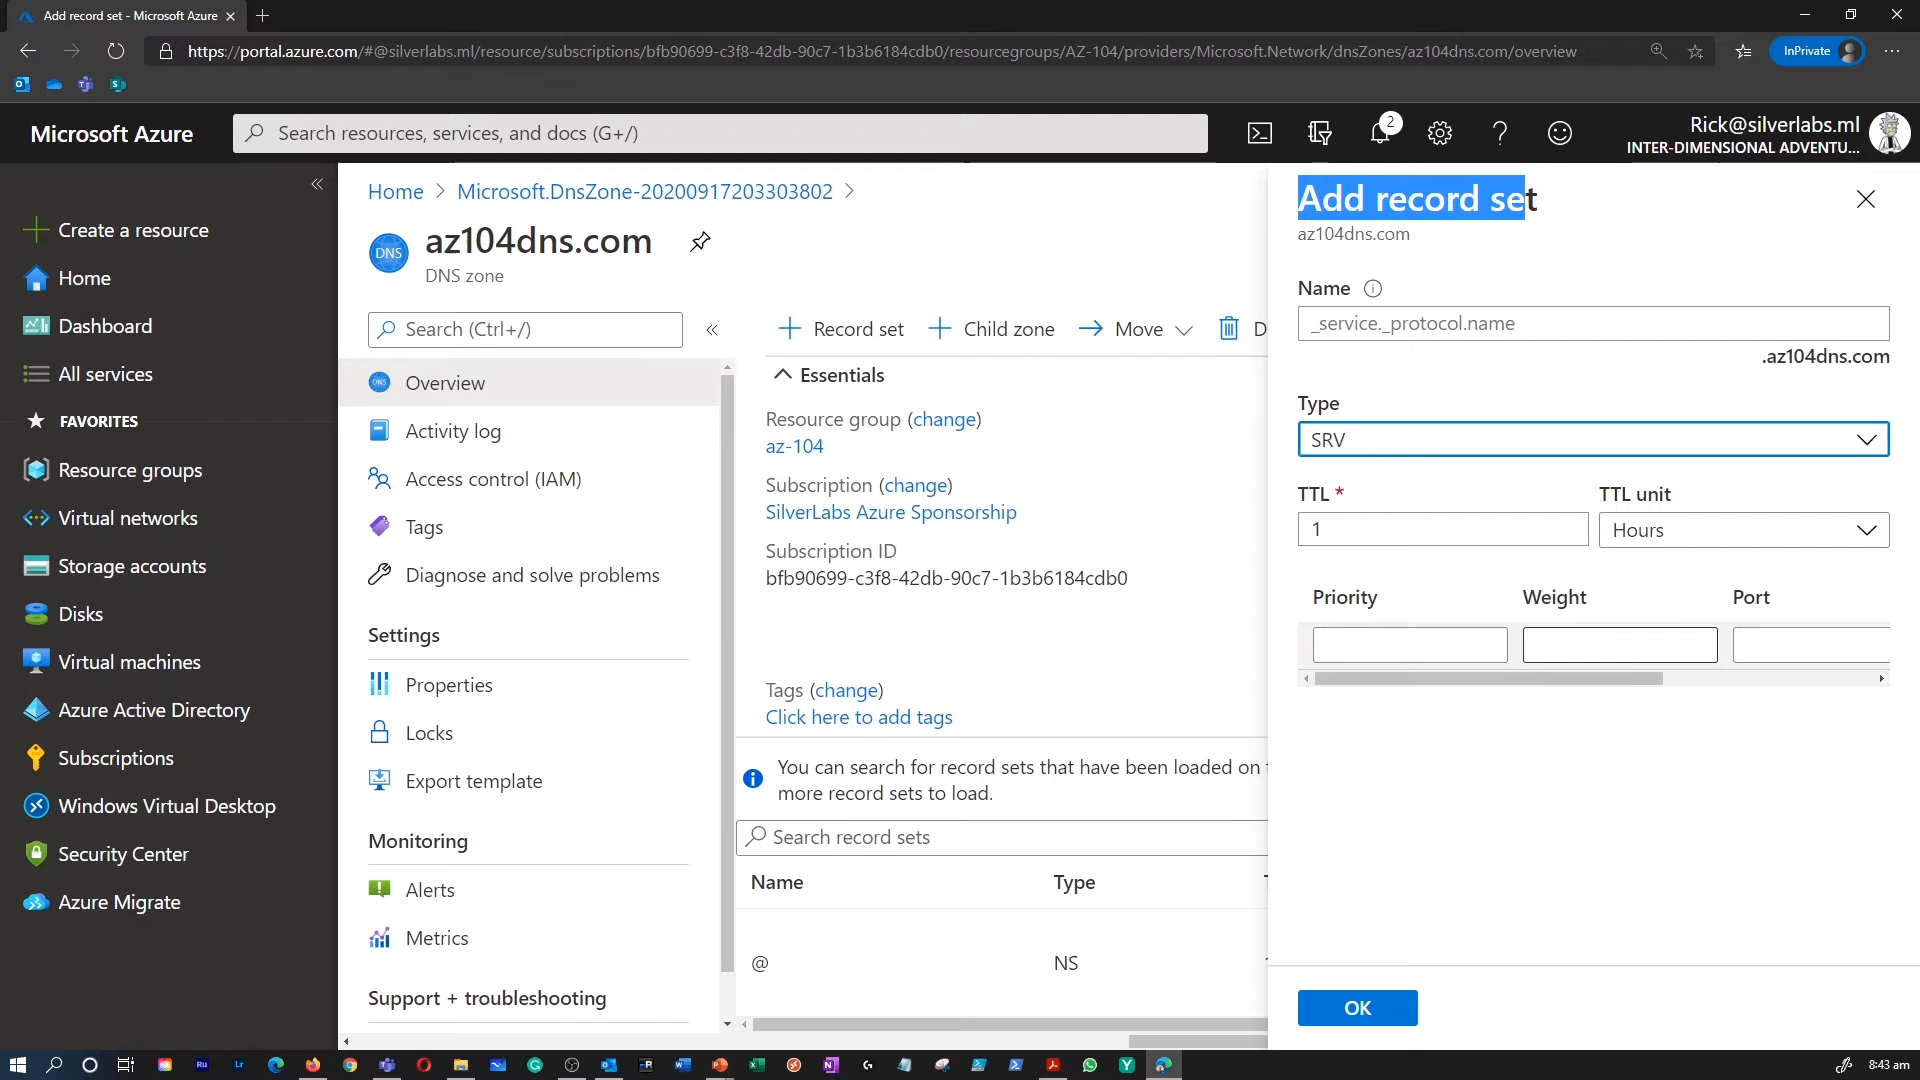 Add record set - Microsoft Azure
https://portal.azure.com/#@silverlabs.ml/resource/subscriptions/bfb90699-c3f8-42db-90c7-1b3b6184cdb0/resourcegroups/AZ-104/providers/Microsoft.Network/dnsZones/az104dns.com/overview
InPrivate
Microsoft Azure
Search resources, services, and docs (G+/)
2
Rick@silverlabs.ml
INTER-DIMENSIONAL ADVENTU...
Create a resource
Home
Dashboard
All services
FAVORITES
Resource groups
Virtual networks
Storage accounts
Disks
Virtual machines
Azure Active Directory
Subscriptions
Windows Virtual Desktop
Security Center
Azure Migrate
Home > Microsoft.DnsZone-20200917203303802 >
DNS
az104dns.com
DNS zone
Search (Ctrl+/)
DNS Overview
Activity log
Access control (IAM)
Tags
Diagnose and solve problems
Settings
Properties
Locks
Export template
Monitoring
Alerts
Metrics
Support + troubleshooting
Record set
Child zone
Move
D
Essentials
Resource group (change)
az-104
Subscription (change)
SilverLabs Azure Sponsorship
Subscription ID
bfb90699-c3f8-42db-90c7-1b3b6184cdb0
Tags (change)
Click here to add tags
You can search for record sets that have been loaded on
more record sets to load.
Search record sets
Name Type
@ NS
Add record set
az104dns.com
Name
_service._protocol.name
.az104dns.com
Type
SRV
TTL * TTL unit
1 Hours
Priority Weight Port
OK
8:43 am